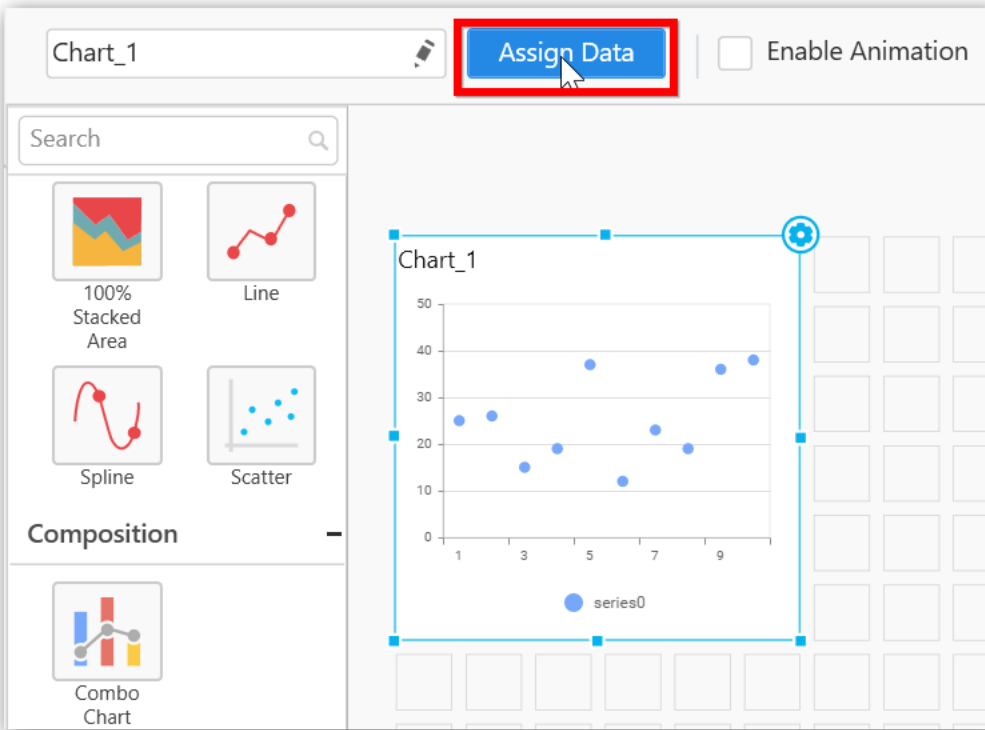 Chart_1
Assign Data
Enable Animation
Search
100%
Stacked
Area
Line
Spline
Scatter
Composition
Combo
Chart
Chart_1
50
40
30
20
10
0
1 3 5 7 9
series0